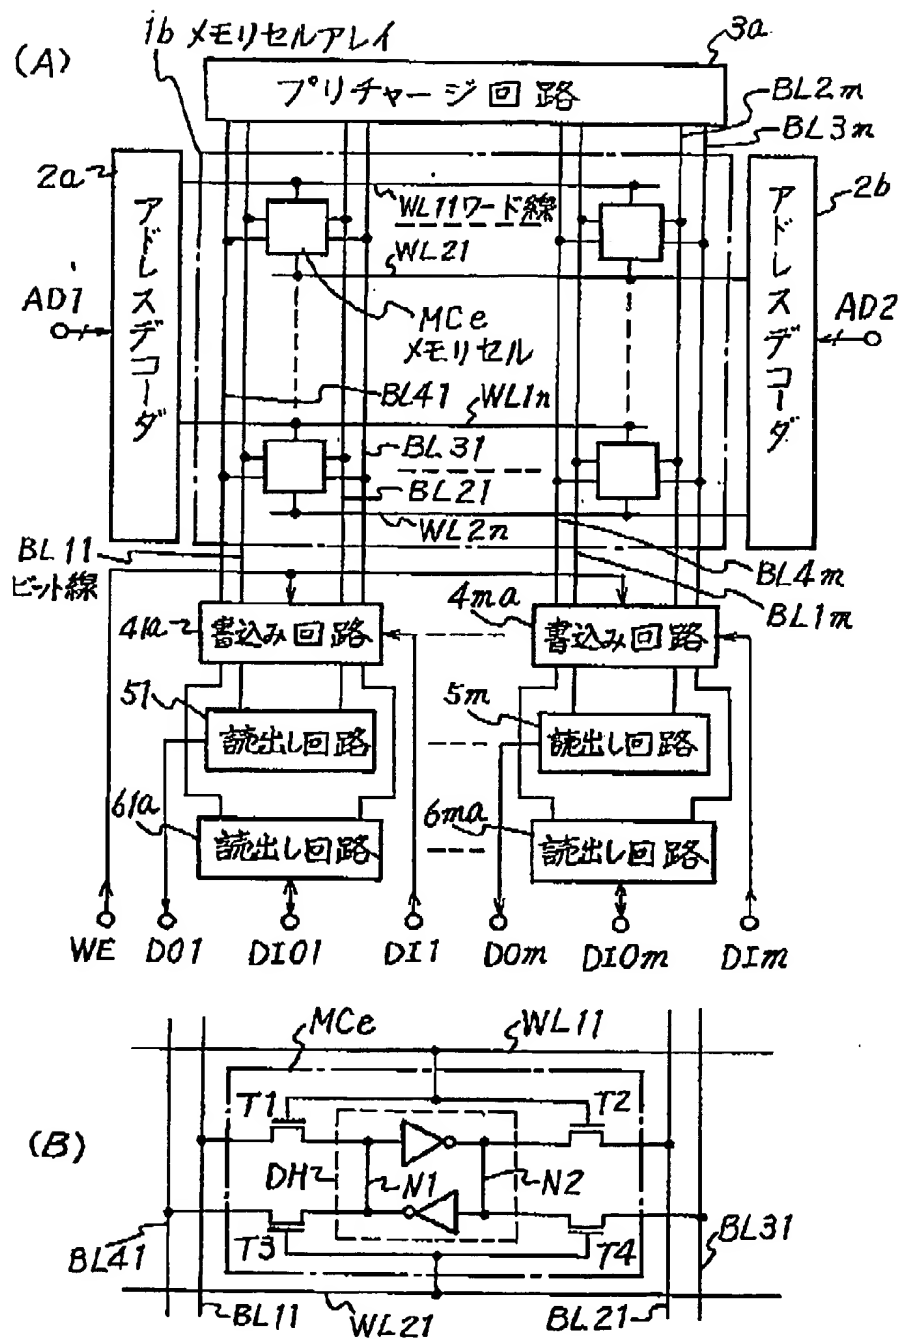 (A)
1b メモリセルアレイ
3a
プリチャージ回路
BL2m
BL3m
2a
2b
アドレスデコーダ
アドレスデコーダ
WL11ワード線
WL21
AD1
AD2
MCe
メモリセル
BL41
WL1n
BL31
BL21
WL2n
BL11
ビット線
BL4m
BL1m
41a
書込み回路
4ma
書込み回路
51
読出し回路
5m
読出し回路
61a
読出し回路
6ma
読出し回路
WE
DO1
DIO1
DI1
DOm
DIOm
DIm
(B)
MCe
WL11
T1
T2
DH
N1
N2
T3
T4
BL41
BL31
BL11
WL21
BL21